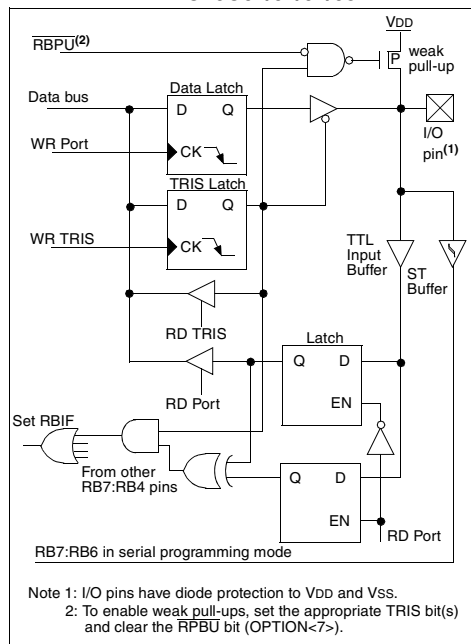 RBPU(2)
VDD
P
weak
pull-up
Data Latch
Data bus
D Q
WR Port
CK
I/O
pin(1)
TRIS Latch
D Q
WR TRIS
CK
TTL
Input
Buffer
ST
Buffer
RD TRIS
Latch
Q D
RD Port
EN
Set RBIF
From other
RB7:RB4 pins
Q D
EN
RD Port
RB7:RB6 in serial programming mode
Note 1: I/O pins have diode protection to VDD and VSS.
2: To enable weak pull-ups, set the appropriate TRIS bit(s)
and clear the RPBU bit (OPTION<7>).